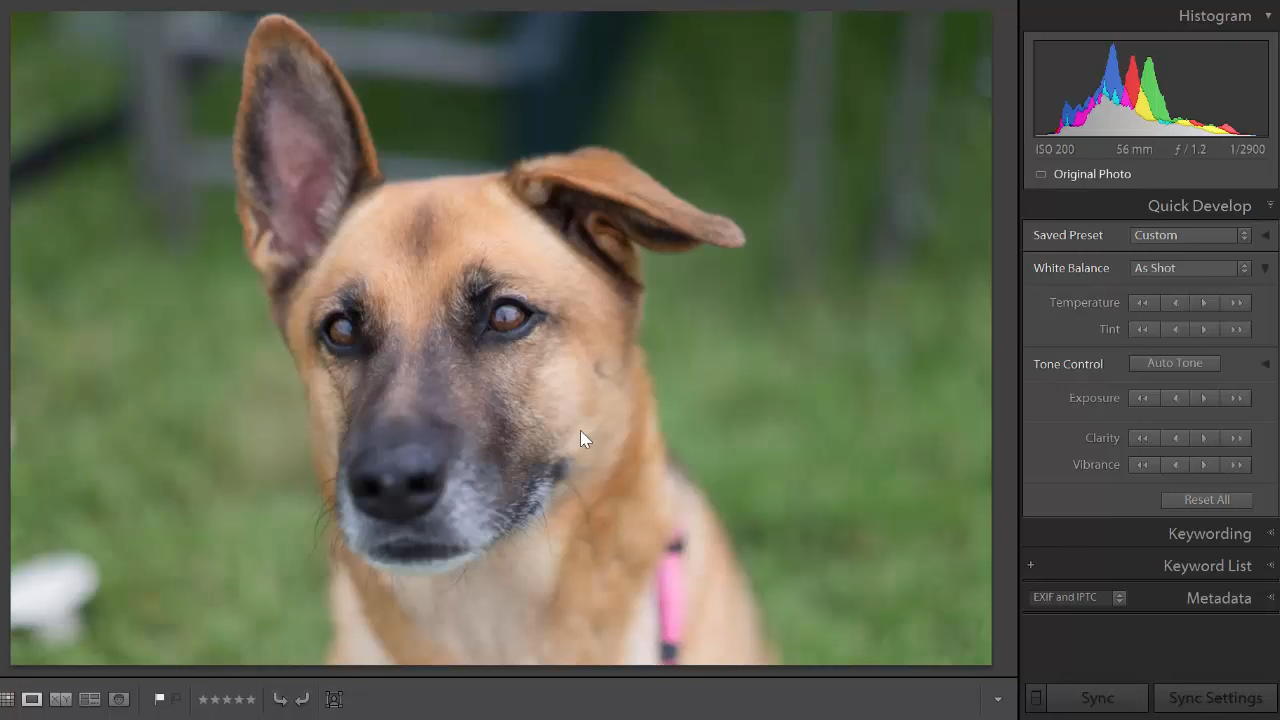 Histogram
ISO 200 56 mm ƒ / 1.2 1/2900
Original Photo
Quick Develop
Saved Preset Custom
White Balance As Shot
Temperature
Tint
Tone Control Auto Tone
Exposure
Clarity
Vibrance
Reset All
Keywording
+ Keyword List
EXIF and IPTC Metadata
X Y
Sync Sync Settings